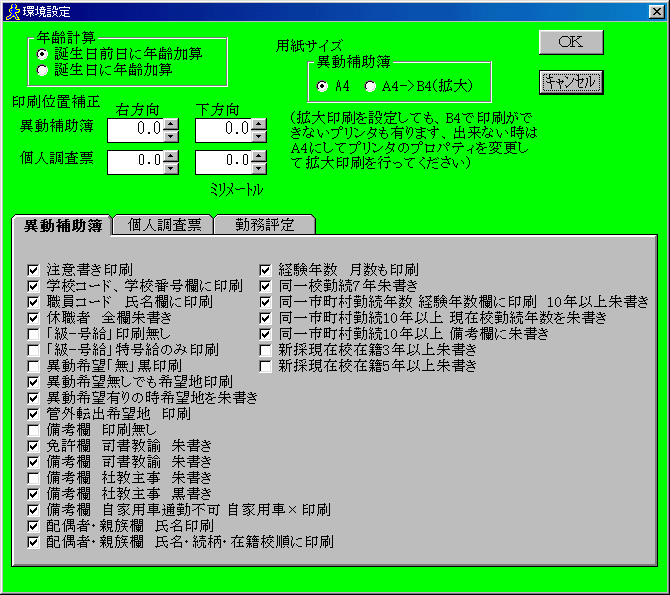 環境設定
年齢計算
誕生日前日に年齢加算
誕生日に年齢加算
用紙サイズ
異動補助簿
A4 A4->B4(拡大)
OK
キャンセル
印刷位置補正
右方向 下方向
異動補助簿 0.0 0.0
個人調査票 0.0 0.0
ミリメートル
(拡大印刷を設定しても、B4で印刷がで
きないプリンタも有ります、出来ない時は
A4にしてプリンタのプロパティを変更し
て拡大印刷を行ってください)
異動補助簿 個人調査票 勤務評定
注意書き印刷
学校コード、学校番号欄に印刷
職員コード 氏名欄に印刷
休職者 全欄朱書き
「級-号給」印刷無し
「級-号給」特号給のみ印刷
異動希望「無」黒印刷
異動希望無しでも希望地印刷
異動希望有りの時希望地を朱書き
管外転出希望地 印刷
備考欄 印刷無し
免許欄 司書教諭 朱書き
備考欄 司書教諭 朱書き
備考欄 社教主事 朱書き
備考欄 社教主事 黒書き
備考欄 自家用車通勤不可 自家用車×印刷
配偶者・親族欄 氏名印刷
配偶者・親族欄 氏名・続柄・在籍校順に印刷
経験年数 月数も印刷
同一校勤続7年朱書き
同一市町村勤続年数 経験年数欄に印刷 10年以上朱書き
同一市町村勤続10年以上 現在校勤続年数を朱書き
同一市町村勤続10年以上 備考欄に朱書き
新採現在校在籍3年以上朱書き
新採現在校在籍5年以上朱書き